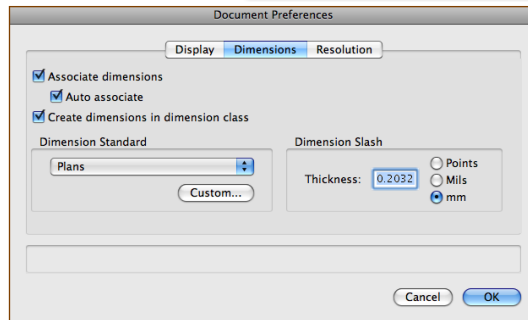 Document Preferences
Display Dimensions Resolution
Associate dimensions
Auto associate
Create dimensions in dimension class
Dimension Standard
Plans
Custom...
Dimension Slash
Thickness: 0.2032
Points
Mils
mm
Cancel OK